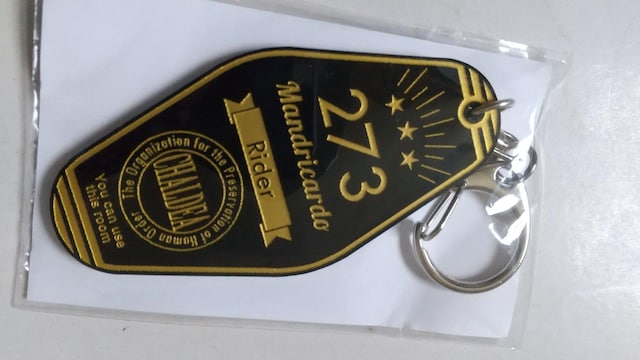 273
Mandricardo
Rider
The Organization for the Preservation of Human Order
CHALDEA
You can use
this room